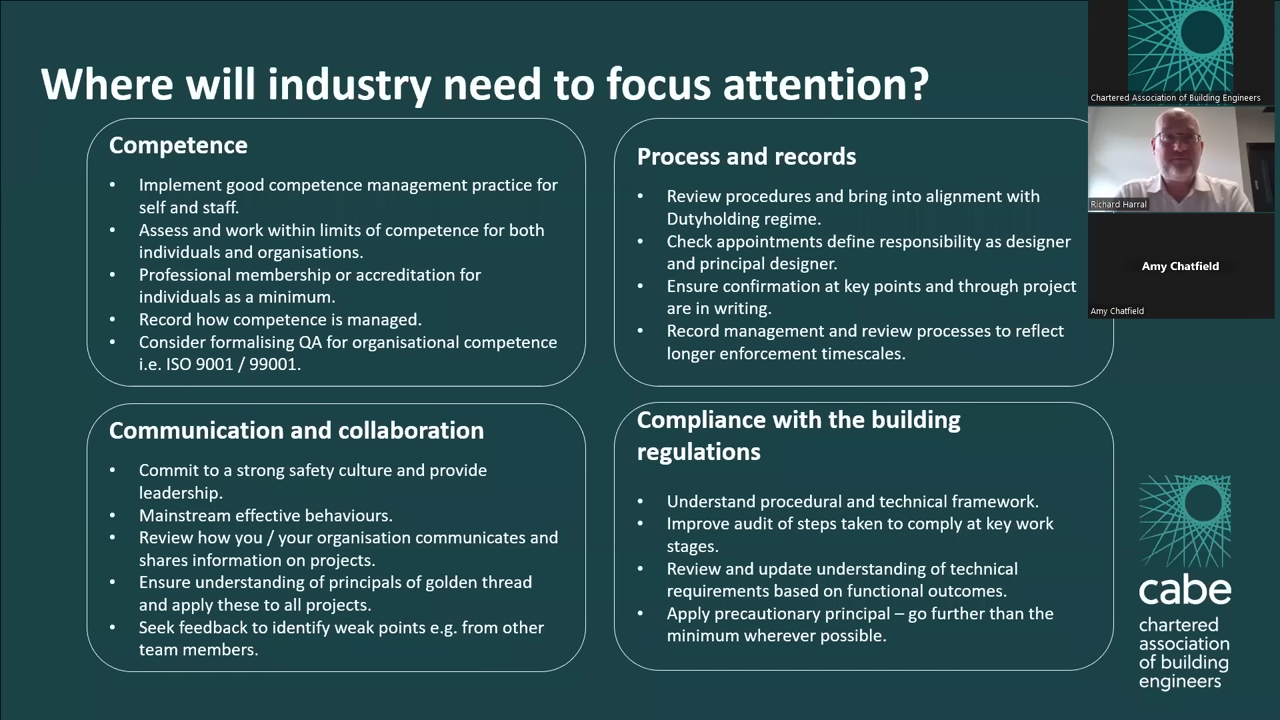 Where will industry need to focus attention?
Competence
• Implement good competence management practice for
self and staff.
• Assess and work within limits of competence for both
individuals and organisations.
• Professional membership or accreditation for
individuals as a minimum.
• Record how competence is managed.
• Consider formalising QA for organisational competence
i.e. ISO 9001 / 99001.
Process and records
• Review procedures and bring into alignment with
Dutyholding regime.
• Check appointments define responsibility as designer
and principal designer.
• Ensure confirmation at key points and through project
are in writing.
• Record management and review processes to reflect
longer enforcement timescales.
Communication and collaboration
• Commit to a strong safety culture and provide
leadership.
• Mainstream effective behaviours.
• Review how you / your organisation communicates and
shares information on projects.
• Ensure understanding of principals of golden thread
and apply these to all projects.
• Seek feedback to identify weak points e.g. from other
team members.
Compliance with the building
regulations
• Understand procedural and technical framework.
• Improve audit of steps taken to comply at key work
stages.
• Review and update understanding of technical
requirements based on functional outcomes.
• Apply precautionary principal – go further than the
minimum wherever possible.
Chartered Association of Building Engineers
Richard Harral
Amy Chatfield
Amy Chatfield
cabe
chartered
association
of building
engineers